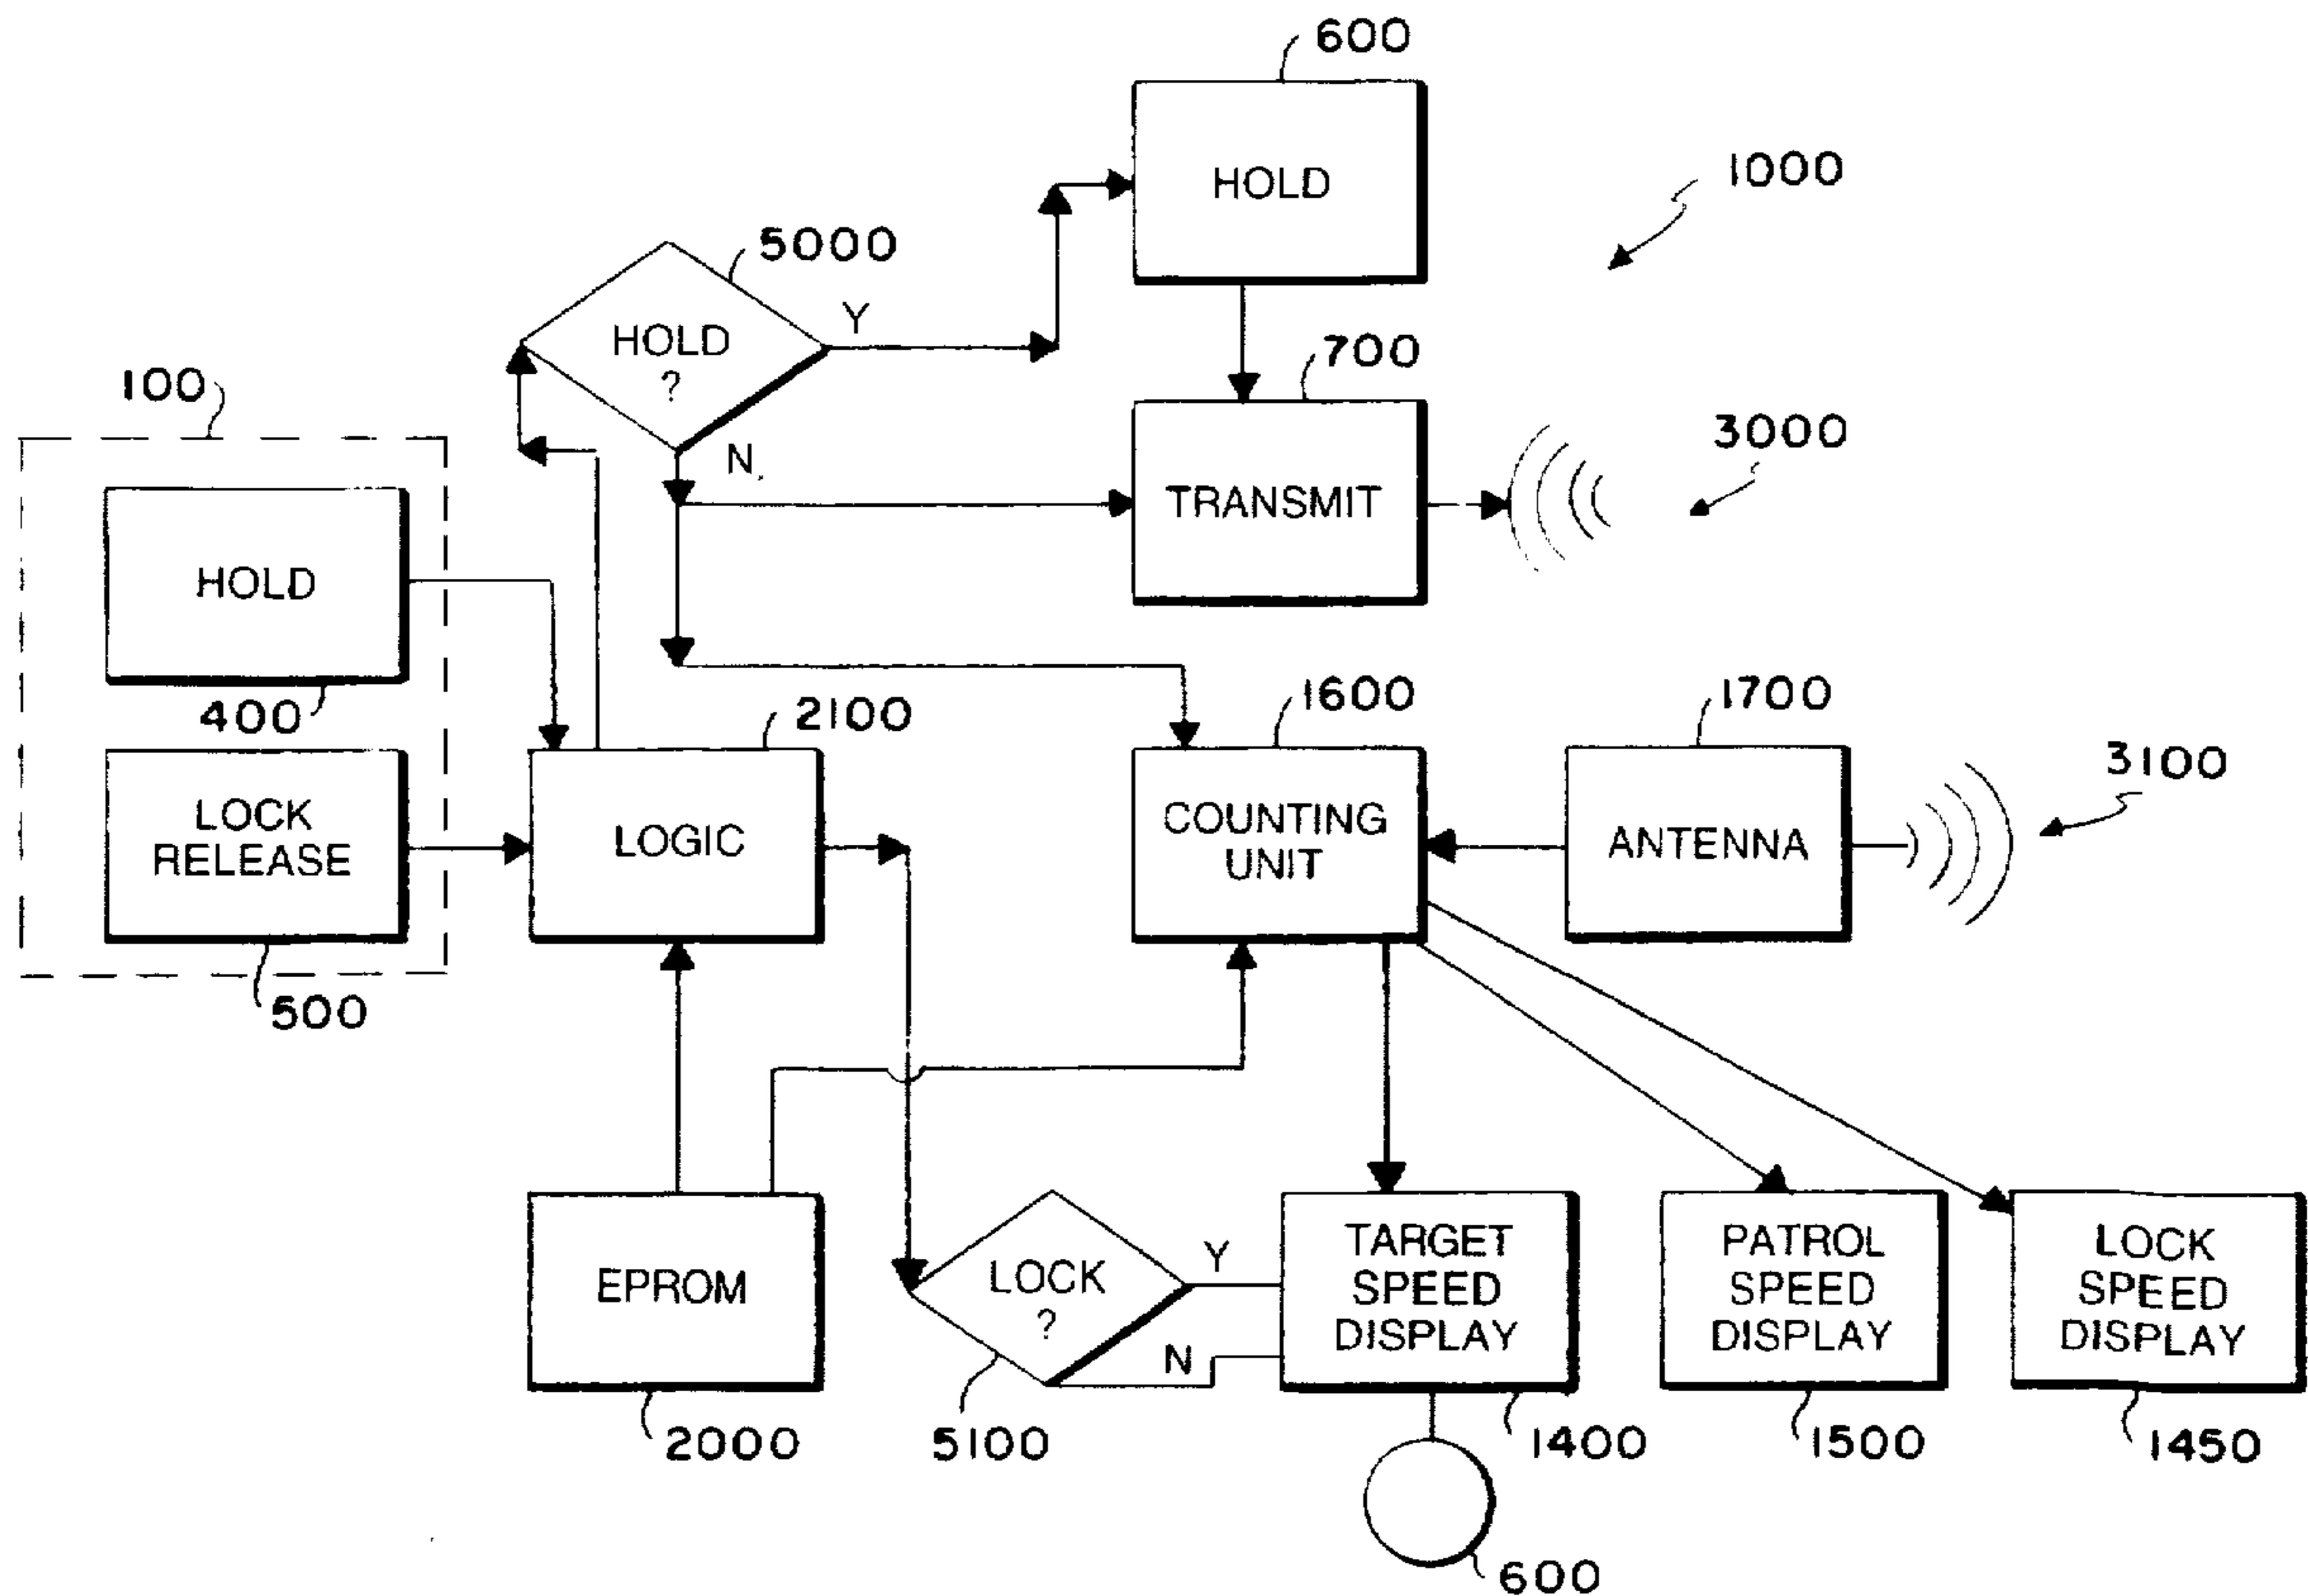 600
HOLD
1000
5000
HOLD
?
Y
N
700
TRANSMIT
3000
100
HOLD
400
LOCK
RELEASE
500
2100
LOGIC
1600
COUNTING
UNIT
1700
ANTENNA
3100
EPROM
2000
LOCK
?
Y
N
5100
TARGET
SPEED
DISPLAY
1400
600
PATROL
SPEED
DISPLAY
1500
LOCK
SPEED
DISPLAY
1450